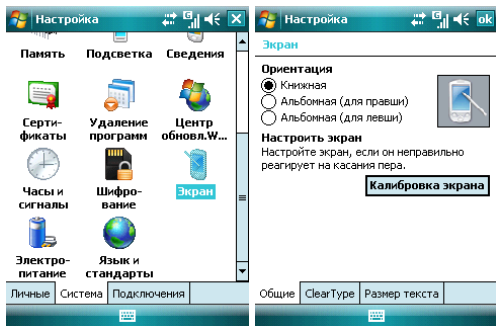 Настройка
Память Подсветка Сведения
Серти- Удаление Центр
фикаты программ обновл.W...
Часы и Шифро- Экран
сигналы вание
Электро- Язык и
питание стандарты
Личные Система Подключения
Настройка ok
Экран
Ориентация
Книжная
Альбомная (для правши)
Альбомная (для левши)
Настроить экран
Настройте экран, если он неправильно
реагирует на касания пера.
Калибровка экрана
Общие ClearType Размер текста